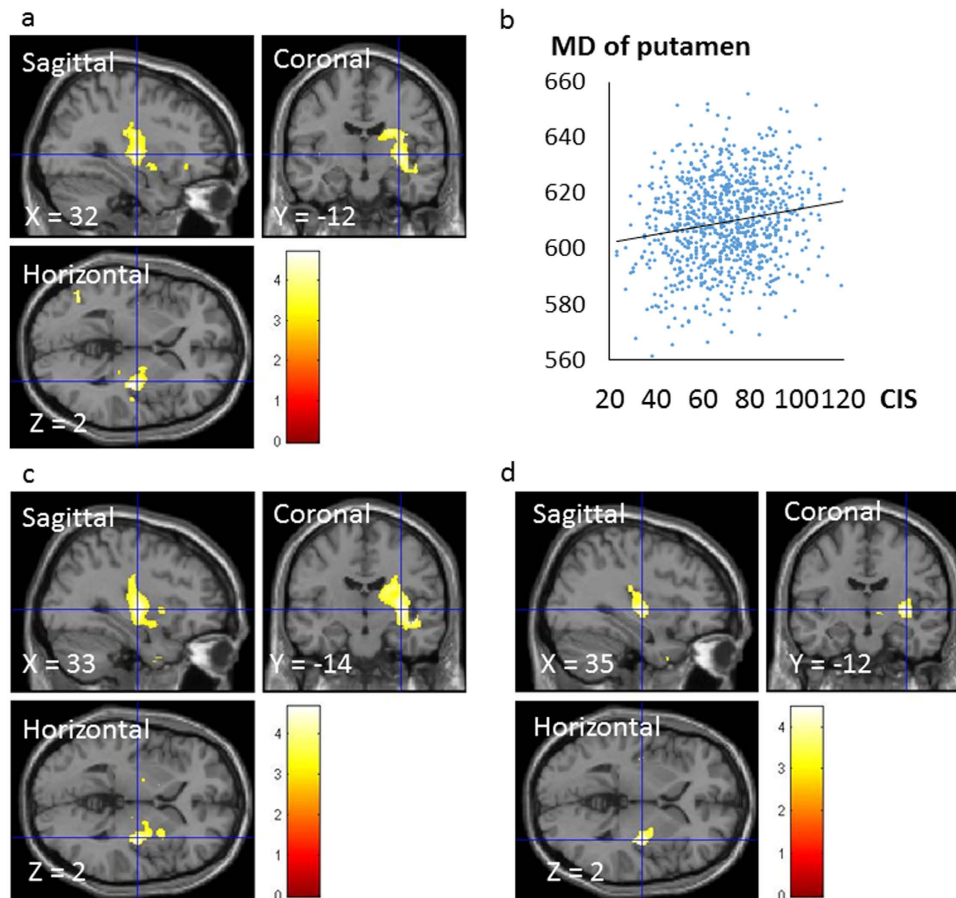 a
Sagittal
X = 32
Coronal
Y = -12
Horizontal
Z = 2
4
3
2
1
0
b
MD of putamen
660
640
620
600
580
560
20 40 60 80 100 120 CIS
c
Sagittal
X = 33
Coronal
Y = -14
Horizontal
Z = 2
4
3
2
1
0
d
Sagittal
X = 35
Coronal
Y = -12
Horizontal
Z = 2
4
3
2
1
0